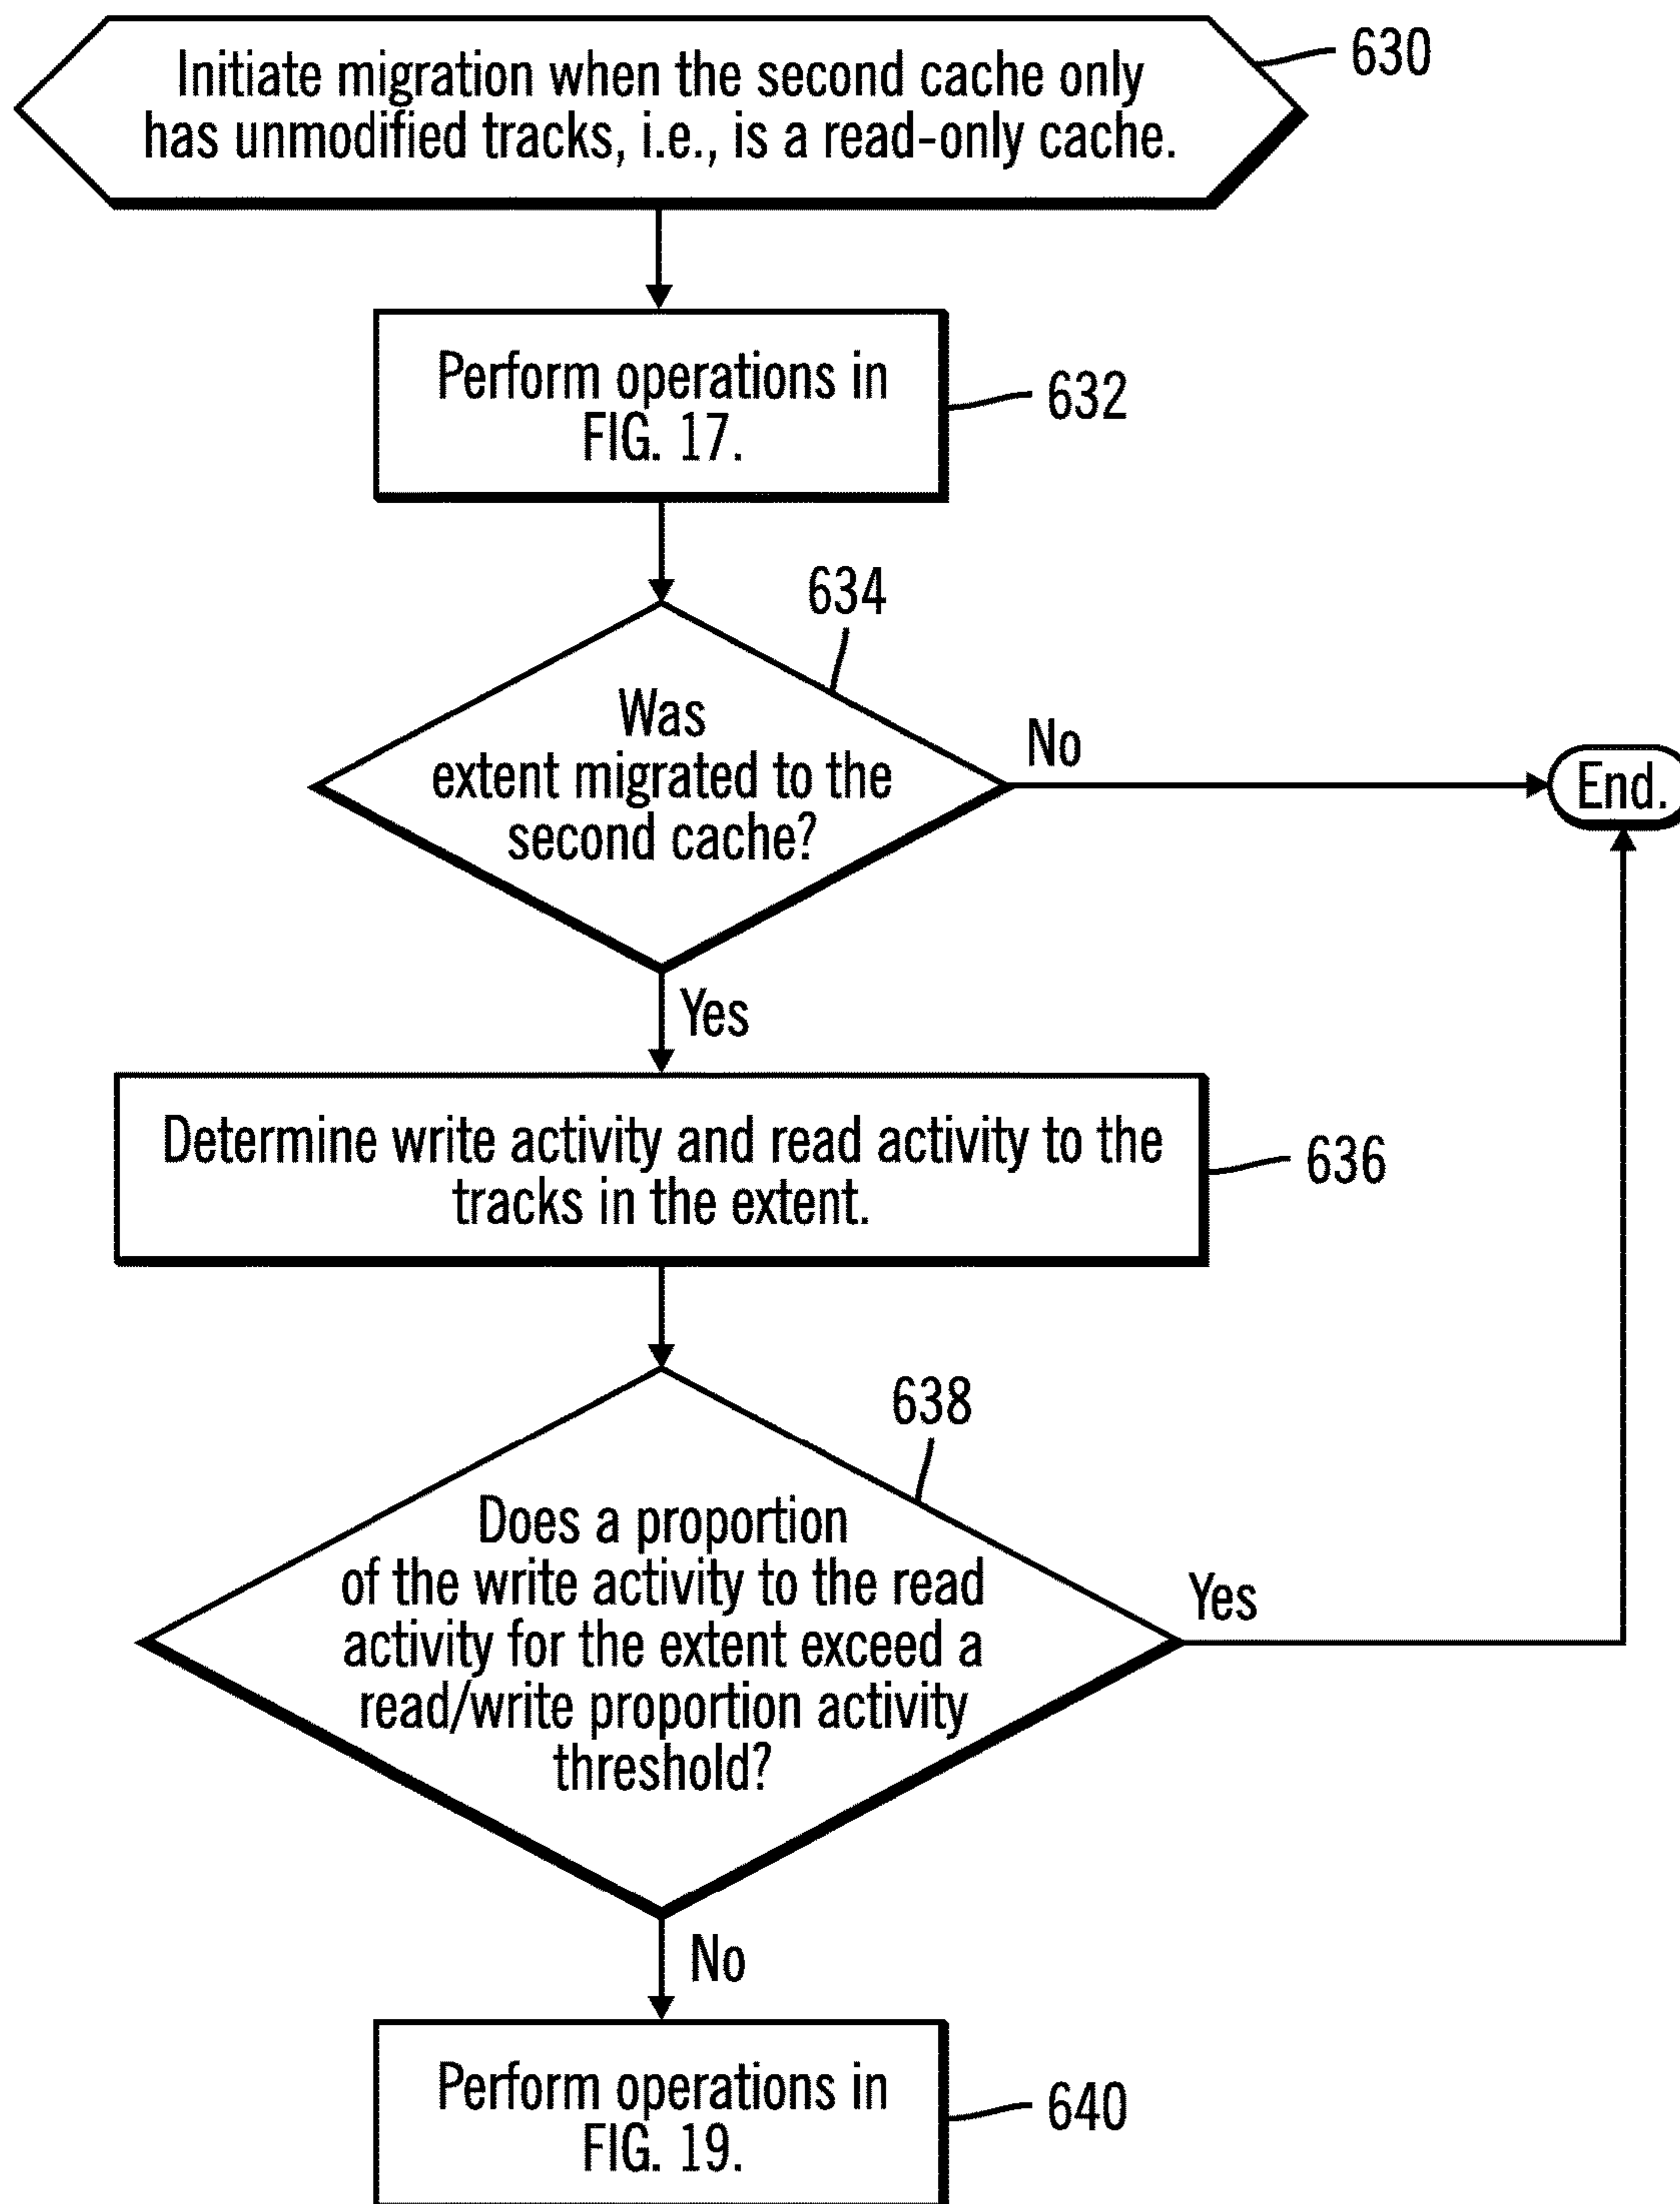 Initiate migration when the second cache only
has unmodified tracks, i.e., is a read-only cache.
630
Perform operations in
FIG. 17.
632
634
Was
extent migrated to the
second cache?
No
End.
Yes
Determine write activity and read activity to the
tracks in the extent.
636
638
Does a proportion
of the write activity to the read
activity for the extent exceed a
read/write proportion activity
threshold?
Yes
No
Perform operations in
FIG. 19.
640